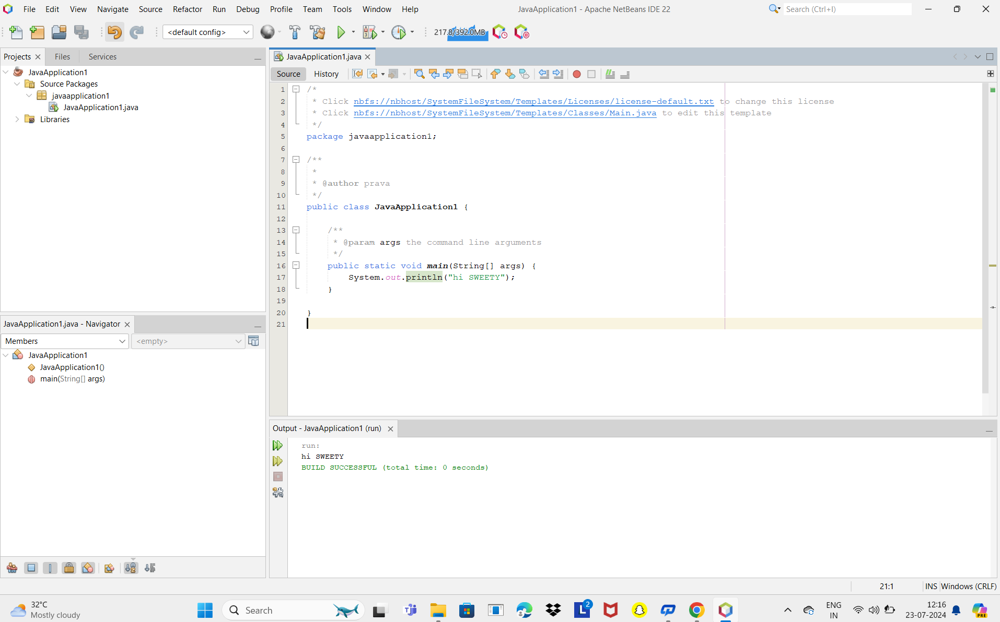 File Edit View Navigate Source Refactor Run Debug Profile Team Tools Window Help
JavaApplication1 - Apache NetBeans IDE 22
Search (Ctrl+I)
<default config>
217.8/392.0MB
Projects Files Services
JavaApplication1
Source Packages
javaapplication1
JavaApplication1.java
Libraries
JavaApplication1.java
Source History
1 /*
2 * Click nbfs://nbhost/SystemFileSystem/Templates/Licenses/license-default.txt to change this license
3 * Click nbfs://nbhost/SystemFileSystem/Templates/Classes/Main.java to edit this template
4 */
5 package javaapplication1;
6
7 /**
8 *
9 * @author prava
10 */
11 public class JavaApplication1 {
12
13 /**
14 * @param args the command line arguments
15 */
16 public static void main(String[] args) {
17 System.out.println("hi SWEETY");
18 }
19
20 }
21
JavaApplication1.java - Navigator
Members
<empty>
JavaApplication1
JavaApplication1()
main(String[] args)
Output - JavaApplication1 (run)
run:
hi SWEETY
BUILD SUCCESSFUL (total time: 0 seconds)
21:1
INS
Windows (CRLF)
32°C
Mostly cloudy
Search
2
ENG
IN
12:16
23-07-2024
PRE